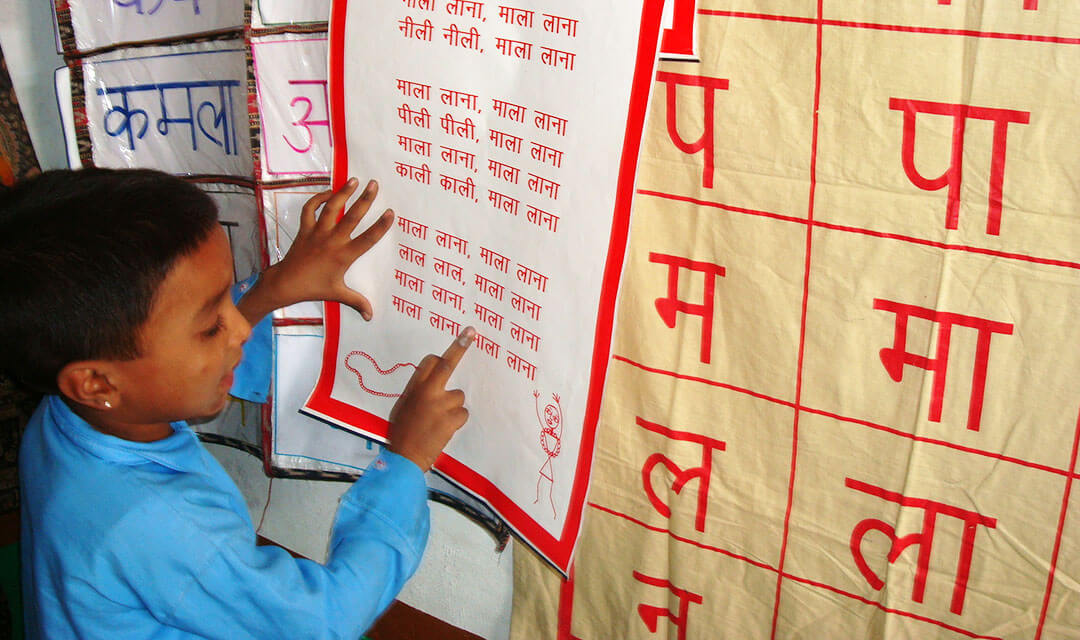 कमला
अ
माला लाना, माला लाना
नीली नीली, माला लाना
माला लाना, माला लाना
पीली पीली, माला लाना
माला लाना, माला लाना
काली काली, माला लाना
माला लाना, माला लाना
लाल लाल, माला लाना
माला लाना, माला लाना
माला लाना, माला लाना
प पा
म मा
ल ला
न